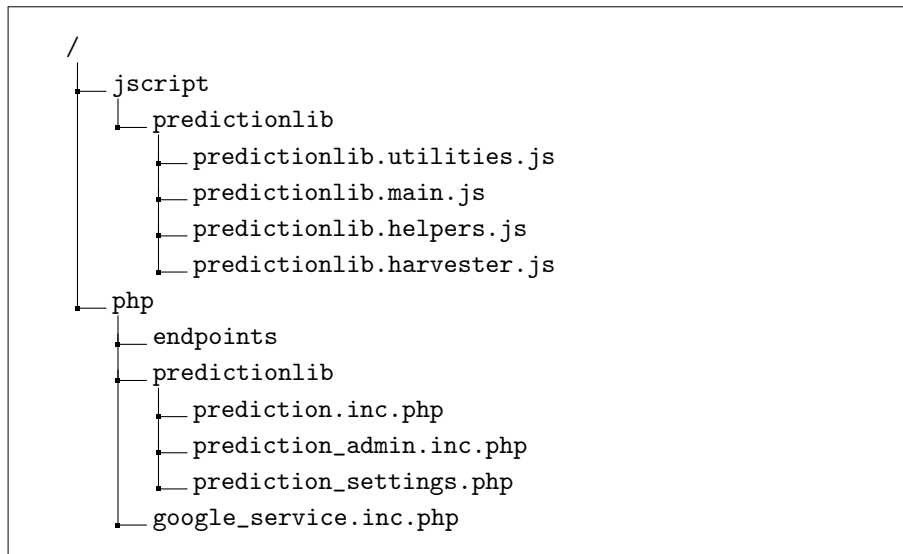 /
jscript
predictionlib
predictionlib.utilities.js
predictionlib.main.js
predictionlib.helpers.js
predictionlib.harvester.js
php
endpoints
predictionlib
prediction.inc.php
prediction_admin.inc.php
prediction_settings.php
google_service.inc.php